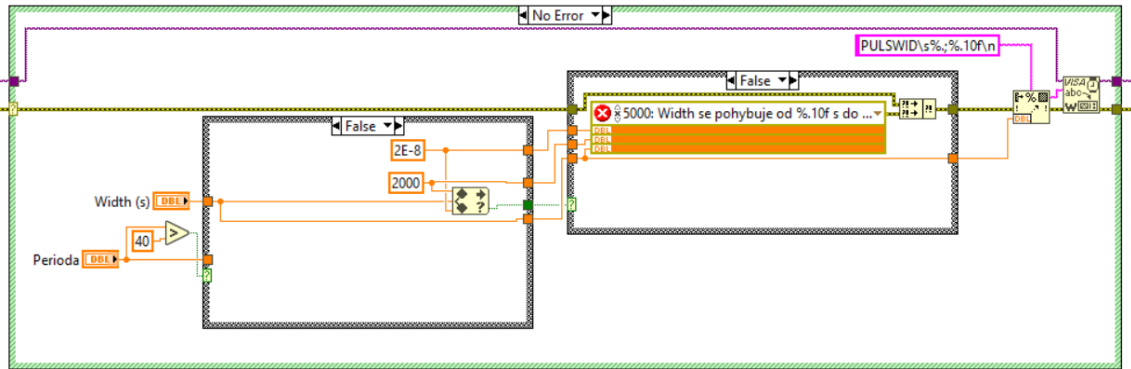 No Error
PULSWID\s%.;%.10f\n
False
5000: Width se pohybuje od %.10f s do ...
VISA
abc
W
DBL
DBL
DBL
DBL
False
2E-8
2000
Width (s)
DBL
40
Perioda
DBL